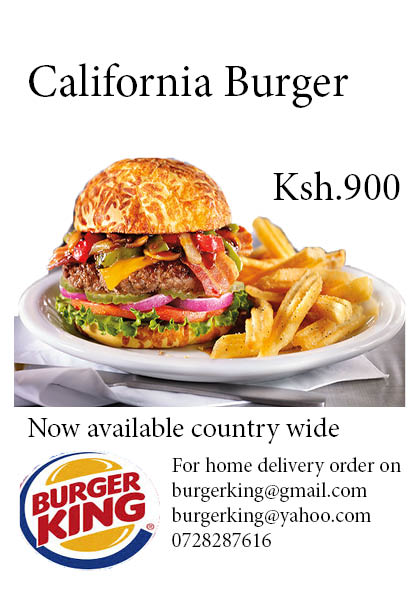 California Burger
Ksh.900
Now available country wide
For home delivery order on
burgerking@gmail.com
burgerking@yahoo.com
0728287616
BURGER
KING
®